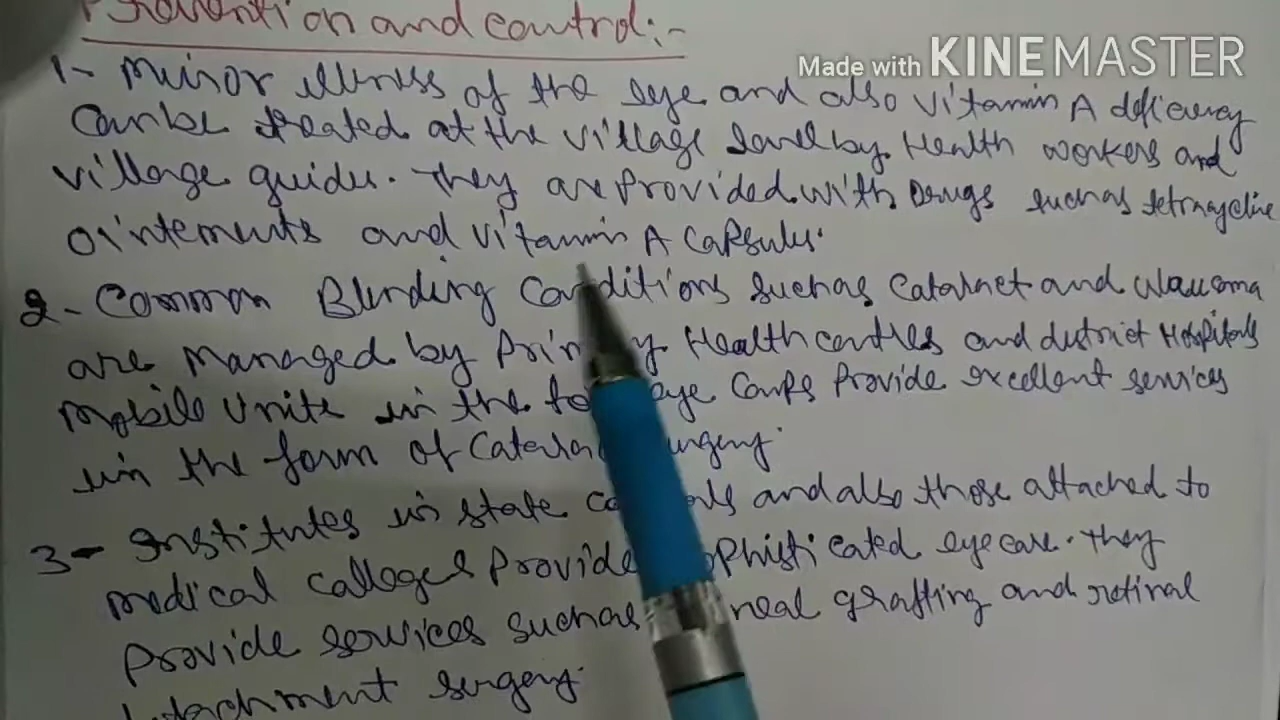 Prevention and control:-
Made with KINEMASTER
1- Minor illness of the eye and also vitamin A deficiency
Can be treated at the village level by Health workers and
village guides. They are provided with Drugs such as tetracycline
ointements and vitamin A capsules.
2- Common Blinding Conditions such as Cataract and Glaucoma
are managed by Primary Health centres and district Hospitals
Mobile Units in the eye camps provide excellent services
in the form of Cataract surgery.
3- Institutes in state capitals and also those attached to
medical colleges Provide sophisticated eye care. They
Provide services such as corneal grafting and retinal
detachment surgery.